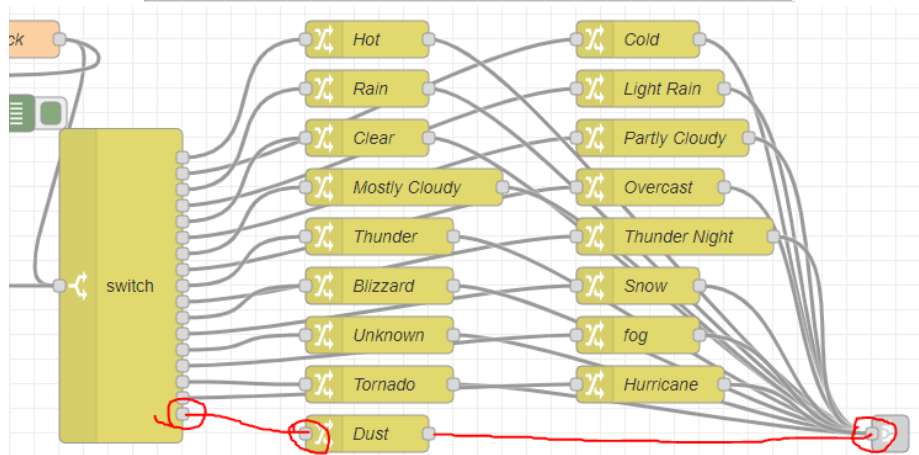 ck
Hot
Cold
Rain
Light Rain
Clear
Partly Cloudy
Mostly Cloudy
Overcast
switch
Thunder
Thunder Night
Blizzard
Snow
Unknown
fog
Tornado
Hurricane
Dust